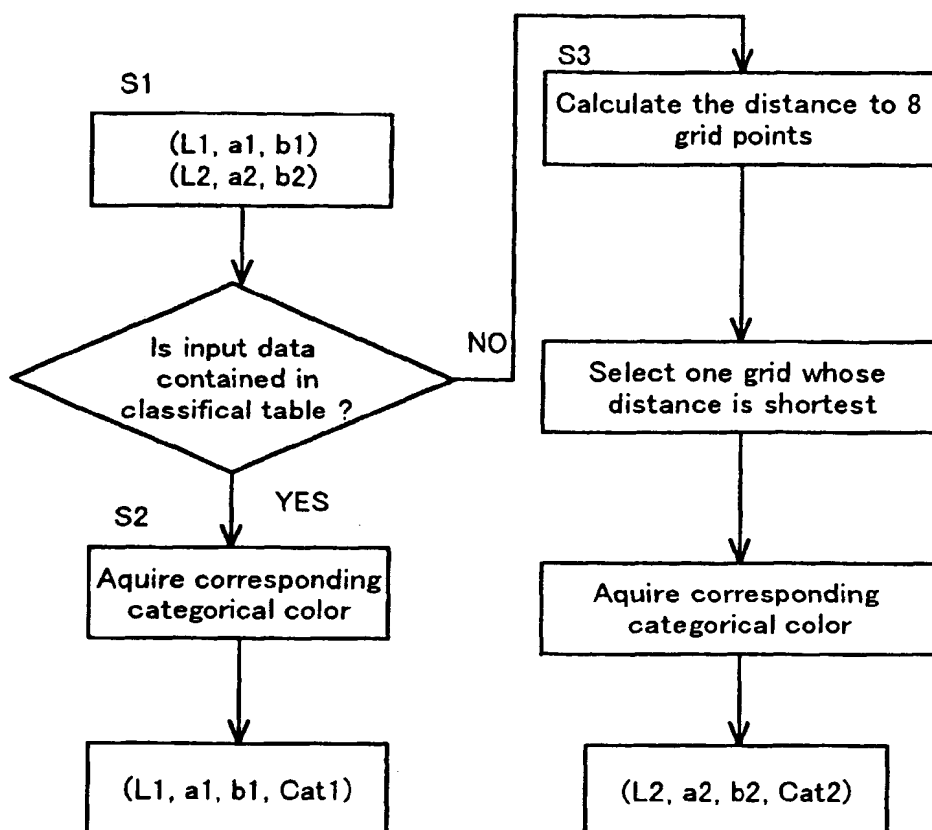 S1
(L1, a1, b1)
(L2, a2, b2)
Is input data
contained in
classifical table ?
NO
YES
S2
Aquire corresponding
categorical color
(L1, a1, b1, Cat1)
S3
Calculate the distance to 8
grid points
Select one grid whose
distance is shortest
Aquire corresponding
categorical color
(L2, a2, b2, Cat2)